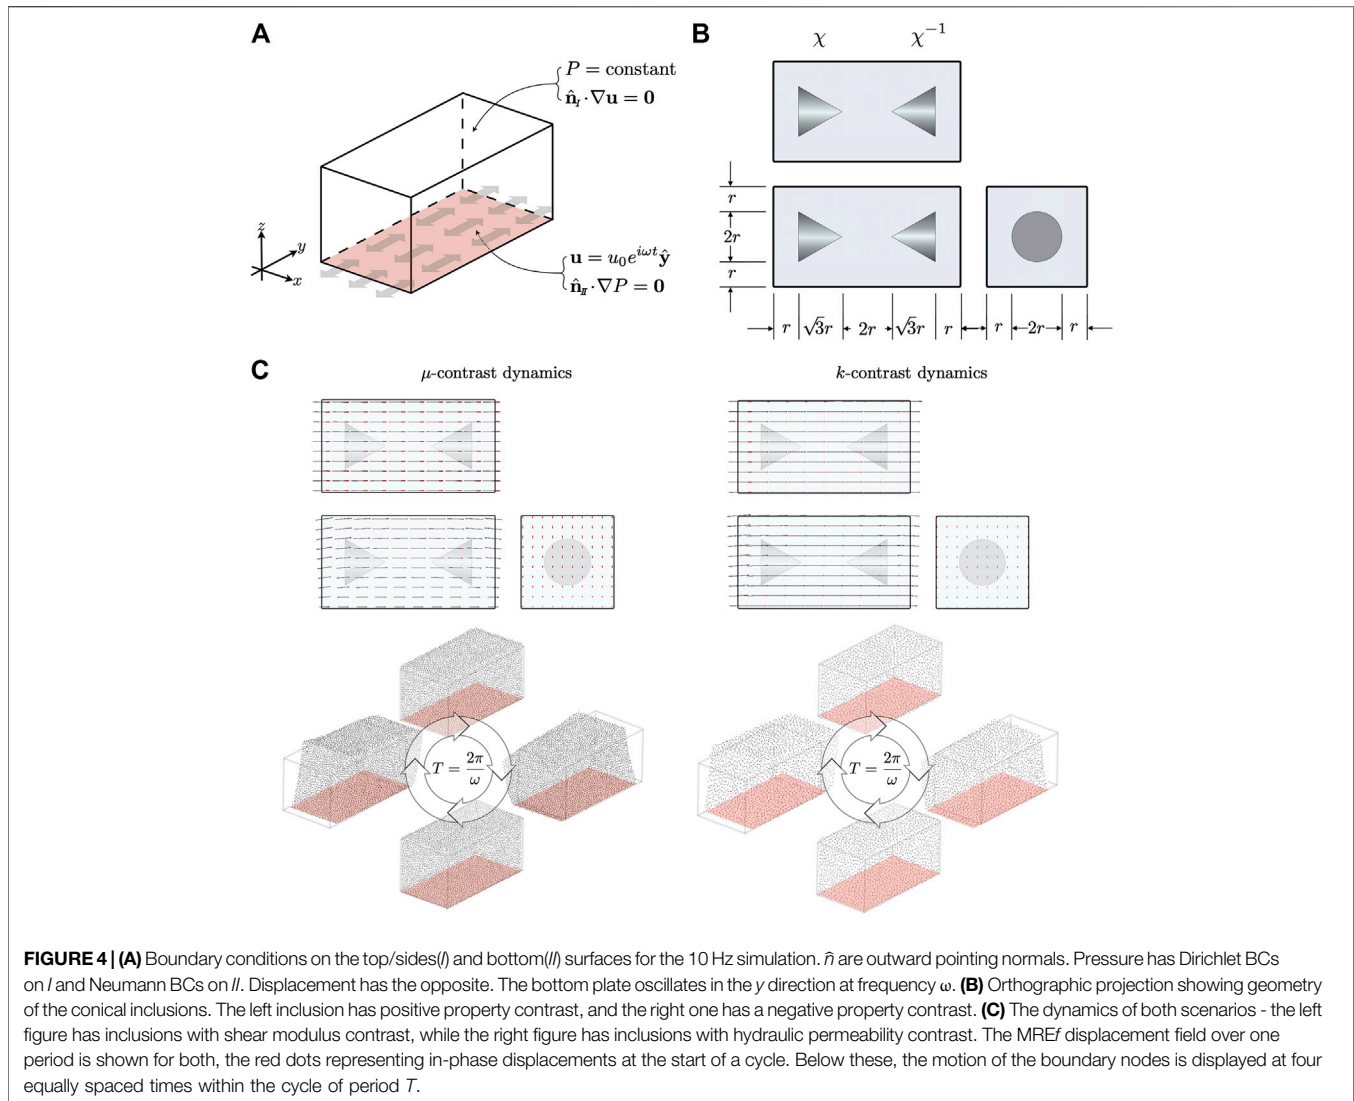 A
P = constant
n̂_I · ∇u = 0
z
y
x
u = u₀e^{iωt}ŷ
n̂_II · ∇P = 0
B
χ χ⁻¹
r
2r
r
r √3r 2r √3r r r 2r r
C
μ-contrast dynamics k-contrast dynamics
T = 2π/ω T = 2π/ω
FIGURE 4 | (A) Boundary conditions on the top/sides(I) and bottom(II) surfaces for the 10 Hz simulation. n̂ are outward pointing normals. Pressure has Dirichlet BCs
on I and Neumann BCs on II. Displacement has the opposite. The bottom plate oscillates in the y direction at frequency ω. (B) Orthographic projection showing geometry
of the conical inclusions. The left inclusion has positive property contrast, and the right one has a negative property contrast. (C) The dynamics of both scenarios - the left
figure has inclusions with shear modulus contrast, while the right figure has inclusions with hydraulic permeability contrast. The MREf displacement field over one
period is shown for both, the red dots representing in-phase displacements at the start of a cycle. Below these, the motion of the boundary nodes is displayed at four
equally spaced times within the cycle of period T.